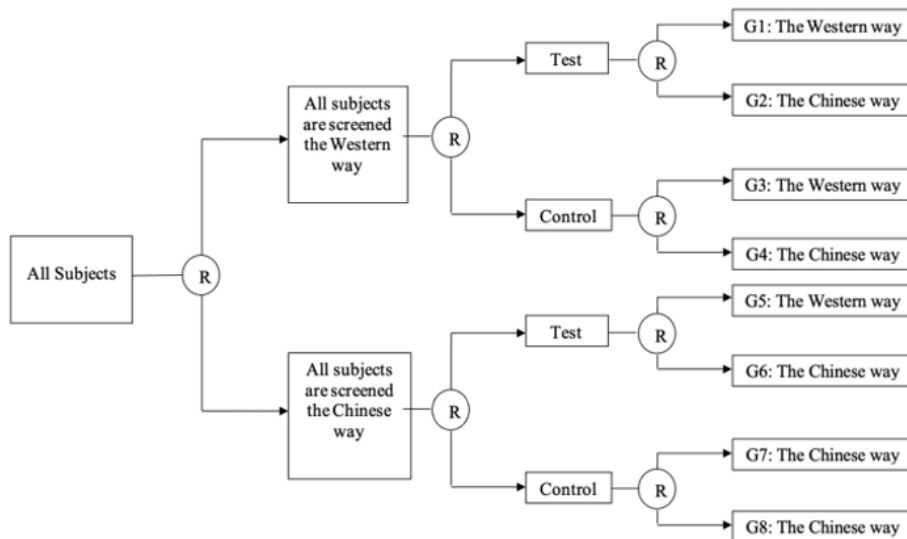 All Subjects
R
All subjects
are screened
the Western
way
R
Test
R
G1: The Western way
G2: The Chinese way
Control
R
G3: The Western way
G4: The Chinese way
All subjects
are screened
the Chinese
way
R
Test
R
G5: The Western way
G6: The Chinese way
Control
R
G7: The Chinese way
G8: The Chinese way